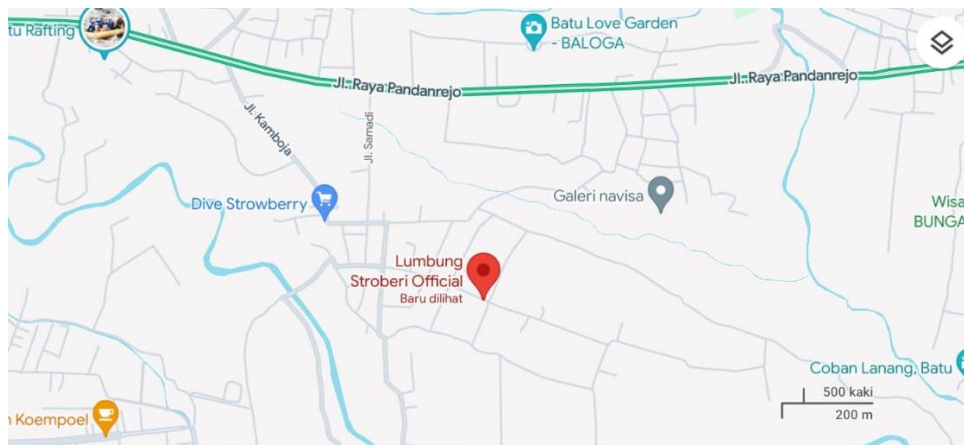 tu Rafting
Batu Love Garden
- BALOGA
Jl. Raya Pandanrejo
Jl. Raya Pandanrejo
Jl. Kamboja
Jl. Samadi
Dive Strowberry
Galeri navisa
Wisa
BUNGA
Lumbung
Stroberi Official
Baru dilihat
Coban Lanang, Batu
500 kaki
200 m
n Koempoel